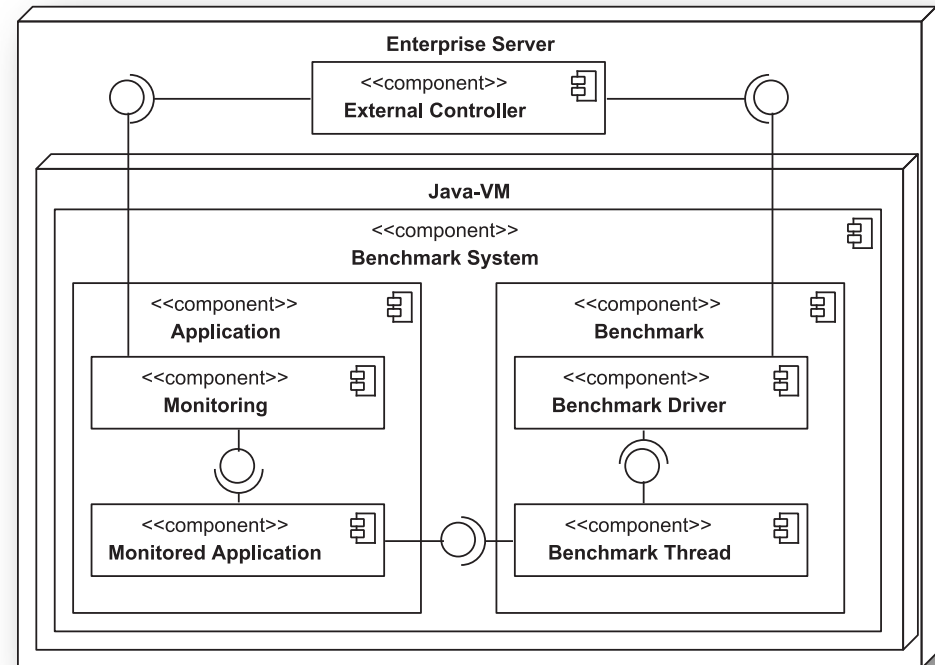 Enterprise Server
<<component>>
External Controller
Java-VM
<<component>>
Benchmark System
<<component>>
Application
<<component>>
Monitoring
<<component>>
Monitored Application
<<component>>
Benchmark
<<component>>
Benchmark Driver
<<component>>
Benchmark Thread